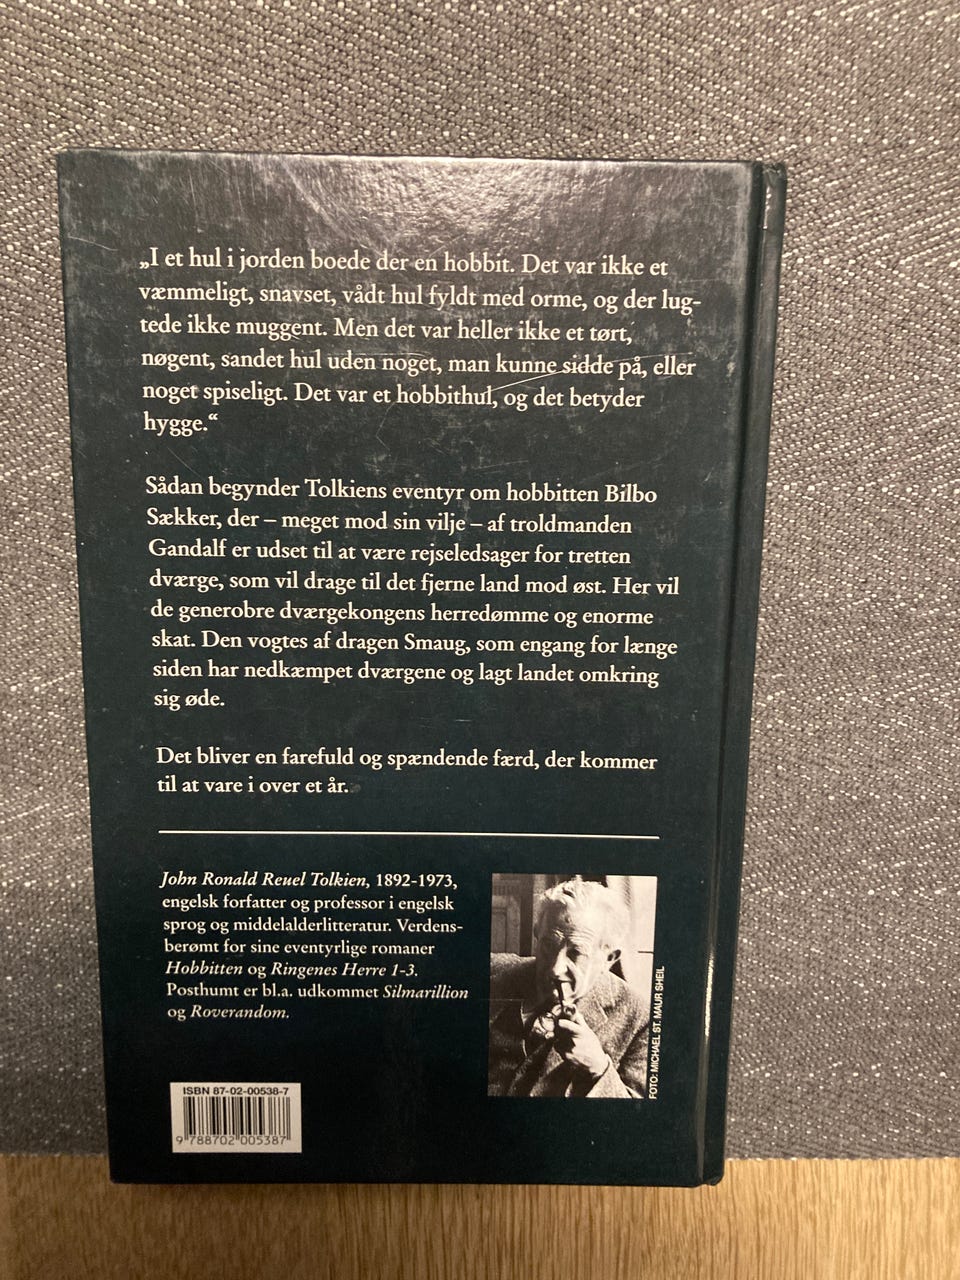 „I et hul i jorden boede der en hobbit. Det var ikke et
væmmeligt, snavset, vådt hul fyldt med orme, og der lug-
tede ikke muggent. Men det var heller ikke et tørt,
nøgent, sandet hul uden noget, man kunne sidde på, eller
noget spiseligt. Det var et hobbithul, og det betyder
hygge.“
Sådan begynder Tolkiens eventyr om hobbitten Bilbo
Sækker, der – meget mod sin vilje – af troldmanden
Gandalf er udset til at være rejseledsager for tretten
dværge, som vil drage til det fjerne land mod øst. Her vil
de generobre dværgekongens herredømme og enorme
skat. Den vogtes af dragen Smaug, som engang for længe
siden har nedkæmpet dværgene og lagt landet omkring
sig øde.
Det bliver en farefuld og spændende færd, der kommer
til at vare i over et år.
John Ronald Reuel Tolkien, 1892-1973,
engelsk forfatter og professor i engelsk
sprog og middelalderlitteratur. Verdens-
berømt for sine eventyrlige romaner
Hobbitten og Ringenes Herre 1-3.
Posthumt er bl.a. udkommet Silmarillion
og Roverandom.
FOTO: MICHAEL ST. MAUR SHEIL
ISBN 87-02-00538-7
9 788702 005387